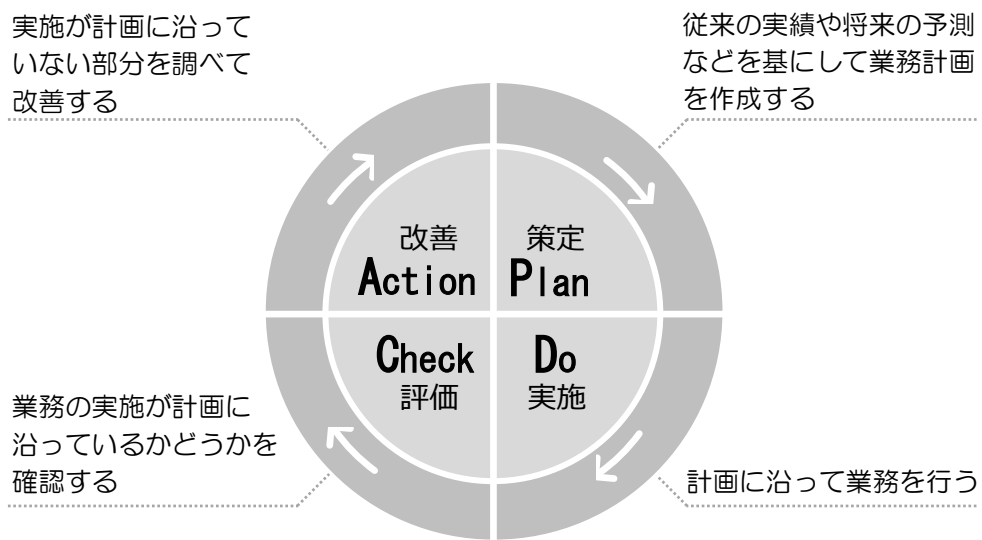 実施が計画に沿って
いない部分を調べて
改善する
従来の実績や将来の予測
などを基にして業務計画
を作成する
改善
Action
策定
Plan
Check
評価
Do
実施
業務の実施が計画に
沿っているかどうかを
確認する
計画に沿って業務を行う